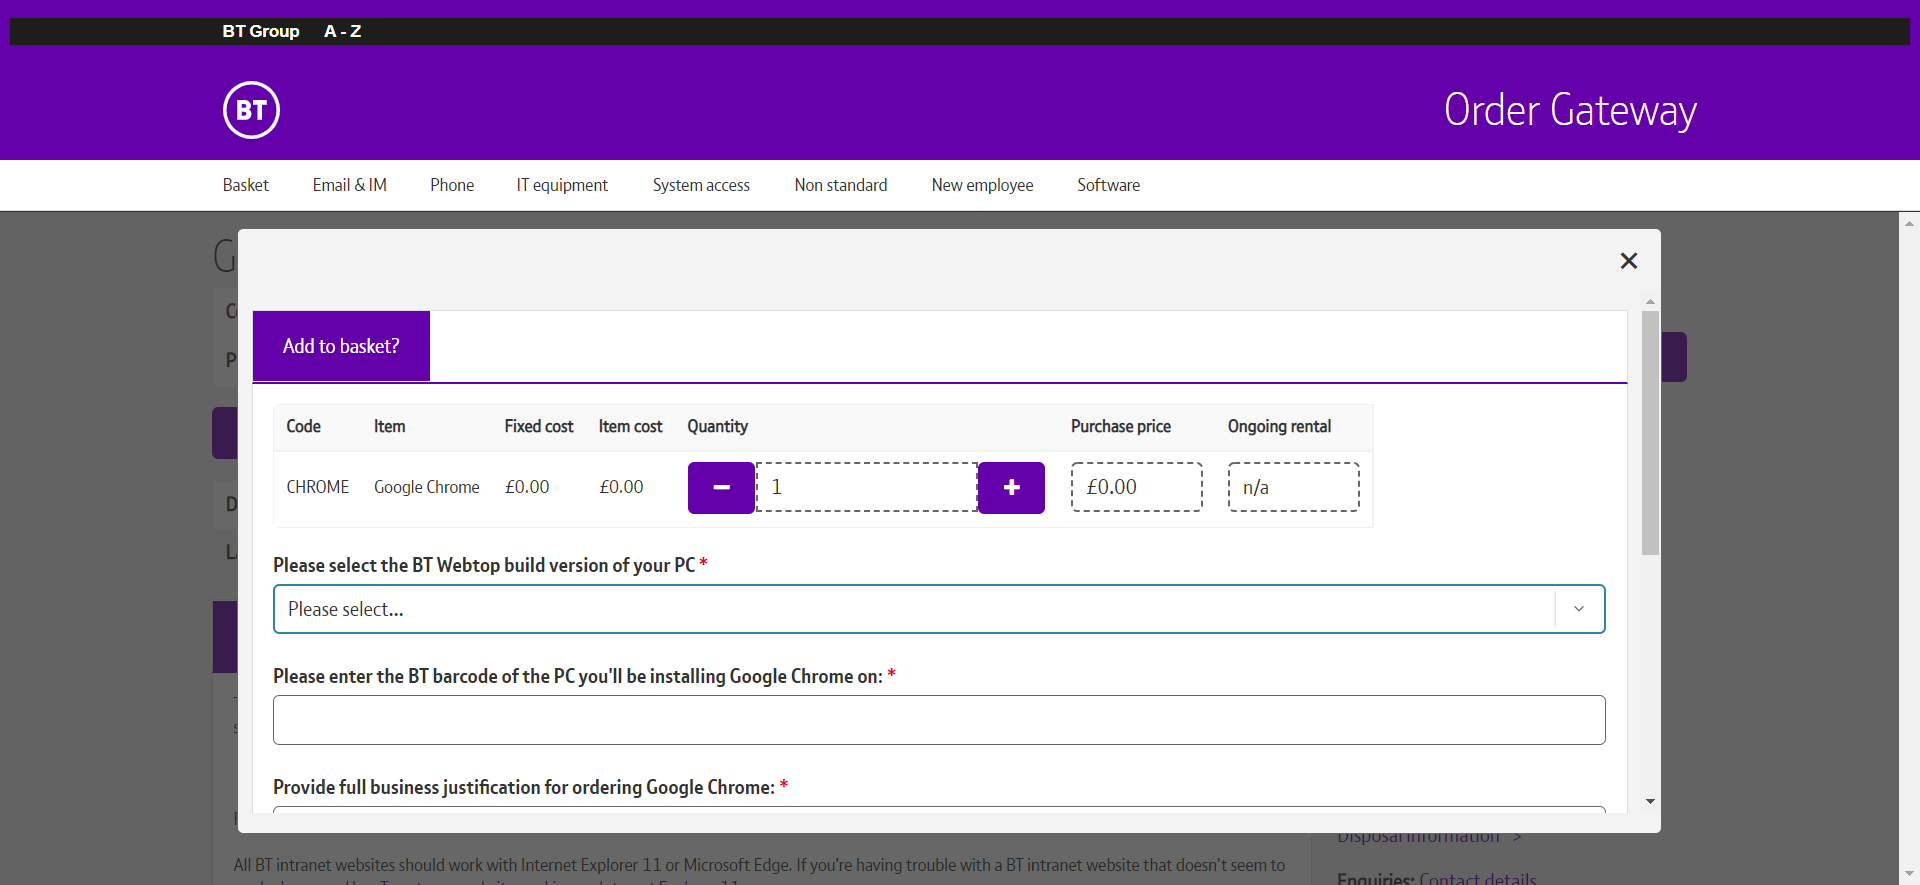 BT Group A - Z
BT
Order Gateway
Basket Email & IM Phone IT equipment System access Non standard New employee Software
G
Add to basket?
Code Item Fixed cost Item cost Quantity Purchase price Ongoing rental
CHROME Google Chrome £0.00 £0.00 1 £0.00 n/a
P
D
Please select the BT Webtop build version of your PC *
Please select...
Please enter the BT barcode of the PC you'll be installing Google Chrome on: *
Provide full business justification for ordering Google Chrome: *
Disposal information >
All BT intranet websites should work with Internet Explorer 11 or Microsoft Edge. If you're having trouble with a BT intranet website that doesn't seem to
Enquiries: Contact details